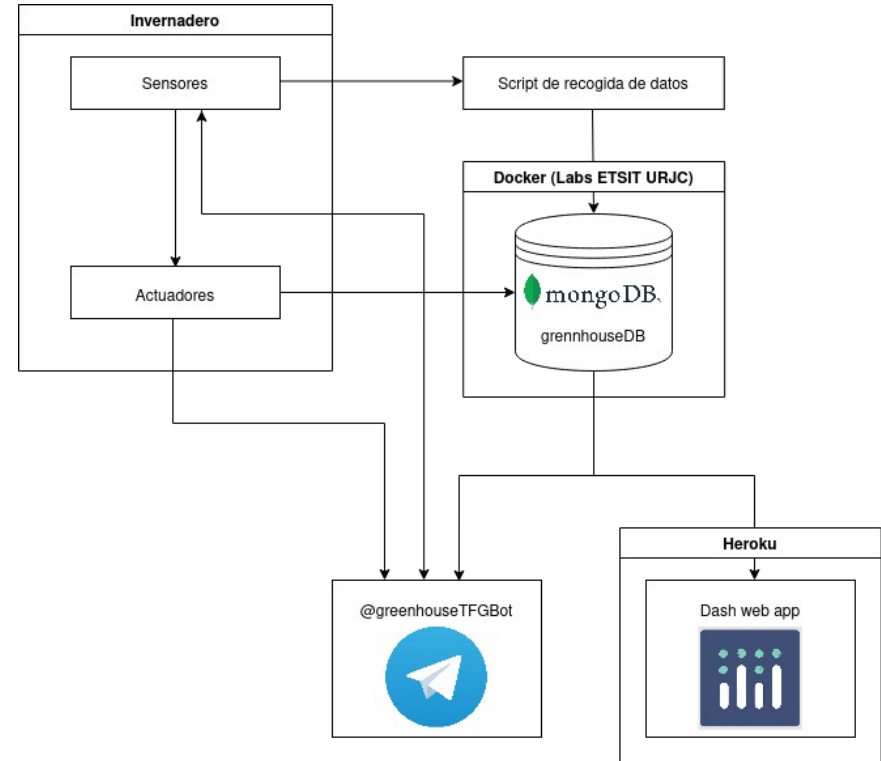 Invernadero
Sensores
Script de recogida de datos
Docker (Labs ETSIT URJC)
mongoDB
grennhouseDB
Actuadores
Heroku
@greenhouseTFGBot
Dash web app